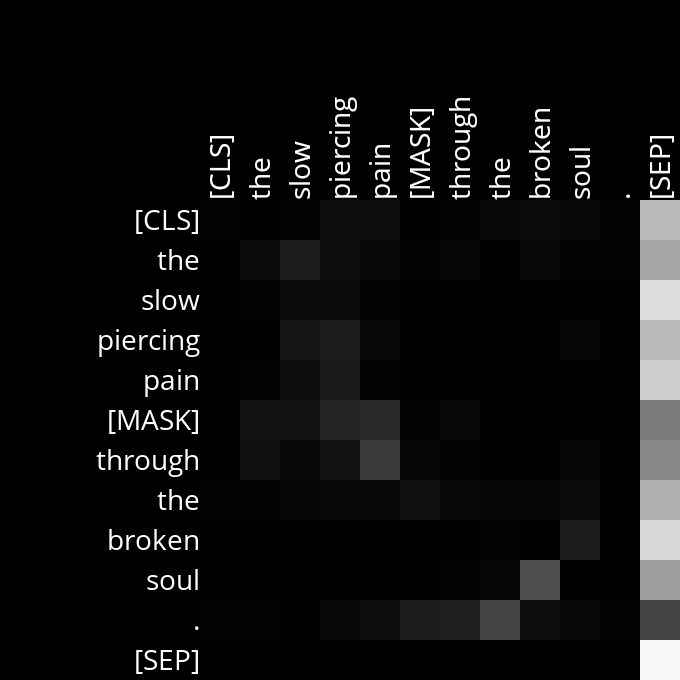 [CLS] the slow piercing pain [MASK] through the broken soul . [SEP]
[CLS]
the
slow
piercing
pain
[MASK]
through
the
broken
soul
.
[SEP]